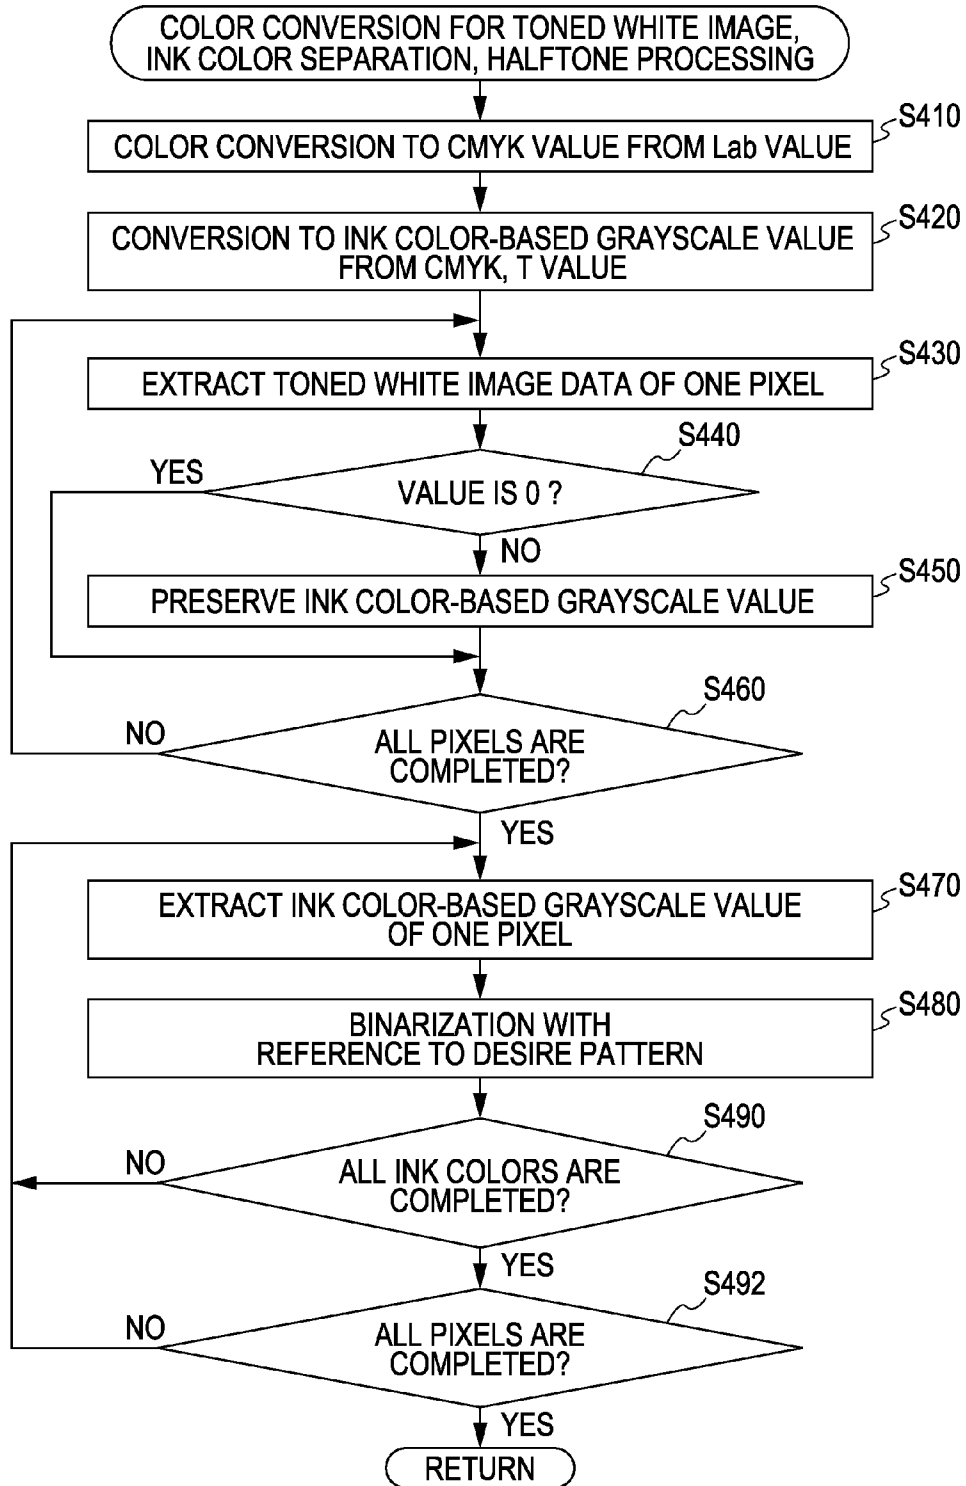 COLOR CONVERSION FOR TONED WHITE IMAGE,
INK COLOR SEPARATION, HALFTONE PROCESSING
S410
COLOR CONVERSION TO CMYK VALUE FROM Lab VALUE
S420
CONVERSION TO INK COLOR-BASED GRAYSCALE VALUE
FROM CMYK, T VALUE
S430
EXTRACT TONED WHITE IMAGE DATA OF ONE PIXEL
S440
YES
VALUE IS 0 ?
NO
S450
PRESERVE INK COLOR-BASED GRAYSCALE VALUE
S460
NO
ALL PIXELS ARE
COMPLETED?
YES
S470
EXTRACT INK COLOR-BASED GRAYSCALE VALUE
OF ONE PIXEL
S480
BINARIZATION WITH
REFERENCE TO DESIRE PATTERN
S490
NO
ALL INK COLORS ARE
COMPLETED?
YES
S492
NO
ALL PIXELS ARE
COMPLETED?
YES
RETURN